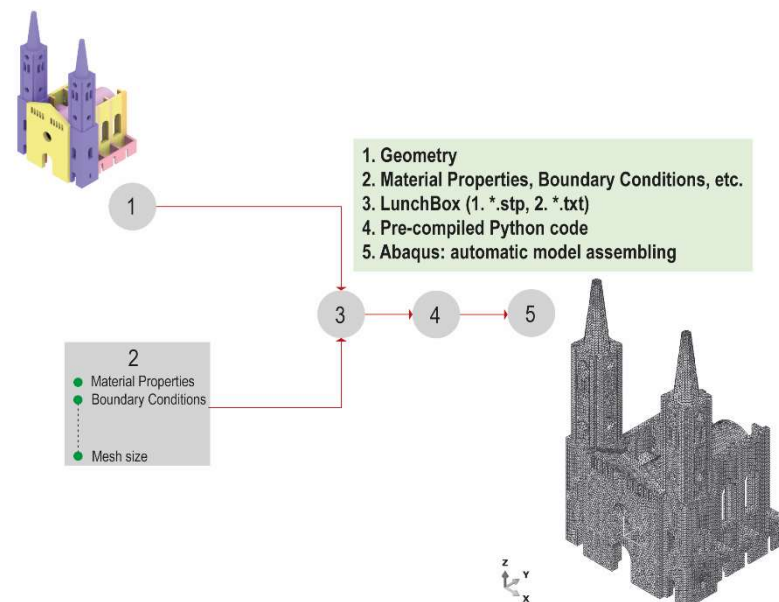 1
1. Geometry
2. Material Properties, Boundary Conditions, etc.
3. LunchBox (1. *.stp, 2. *.txt)
4. Pre-compiled Python code
5. Abaqus: automatic model assembling
3
4
5
2
Material Properties
Boundary Conditions
Mesh size
Z
Y
X